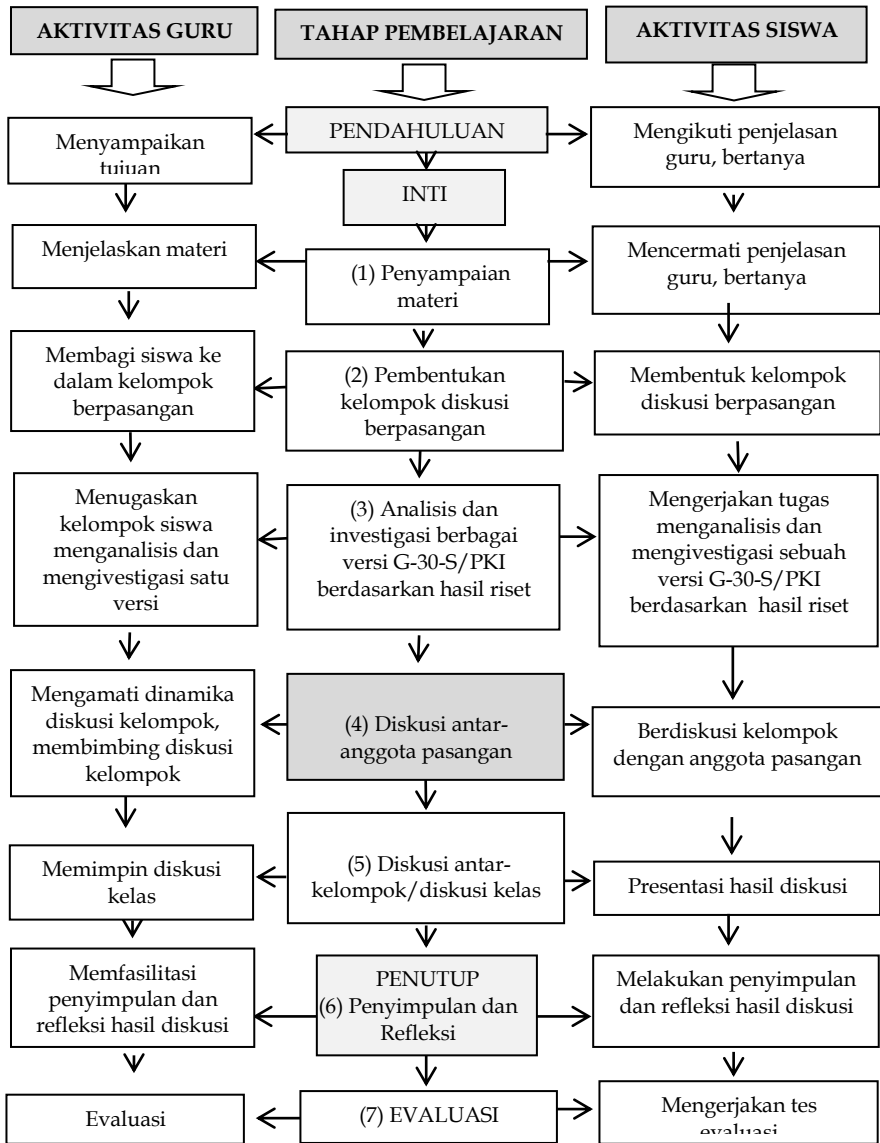 AKTIVITAS GURU
TAHAP PEMBELAJARAN
AKTIVITAS SISWA
Menyampaikan
tujuan
PENDAHULUAN
Mengikuti penjelasan
guru, bertanya
INTI
Menjelaskan materi
(1) Penyampaian
materi
Mencermati penjelasan
guru, bertanya
Membagi siswa ke
dalam kelompok
berpasangan
(2) Pembentukan
kelompok diskusi
berpasangan
Membentuk kelompok
diskusi berpasangan
Menugaskan
kelompok siswa
menganalisis dan
mengivestigasi satu
versi
(3) Analisis dan
investigasi berbagai
versi G-30-S/PKI
berdasarkan hasil riset
Mengerjakan tugas
menganalisis dan
mengivestigasi sebuah
versi G-30-S/PKI
berdasarkan hasil riset
Mengamati dinamika
diskusi kelompok,
membimbing diskusi
kelompok
(4) Diskusi antar-
anggota pasangan
Berdiskusi kelompok
dengan anggota pasangan
Memimpin diskusi
kelas
(5) Diskusi antar-
kelompok/diskusi kelas
Presentasi hasil diskusi
Memfasilitasi
penyimpulan dan
refleksi hasil diskusi
PENUTUP
(6) Penyimpulan dan
Refleksi
Melakukan penyimpulan
dan refleksi hasil diskusi
Evaluasi
(7) EVALUASI
Mengerjakan tes
evaluasi